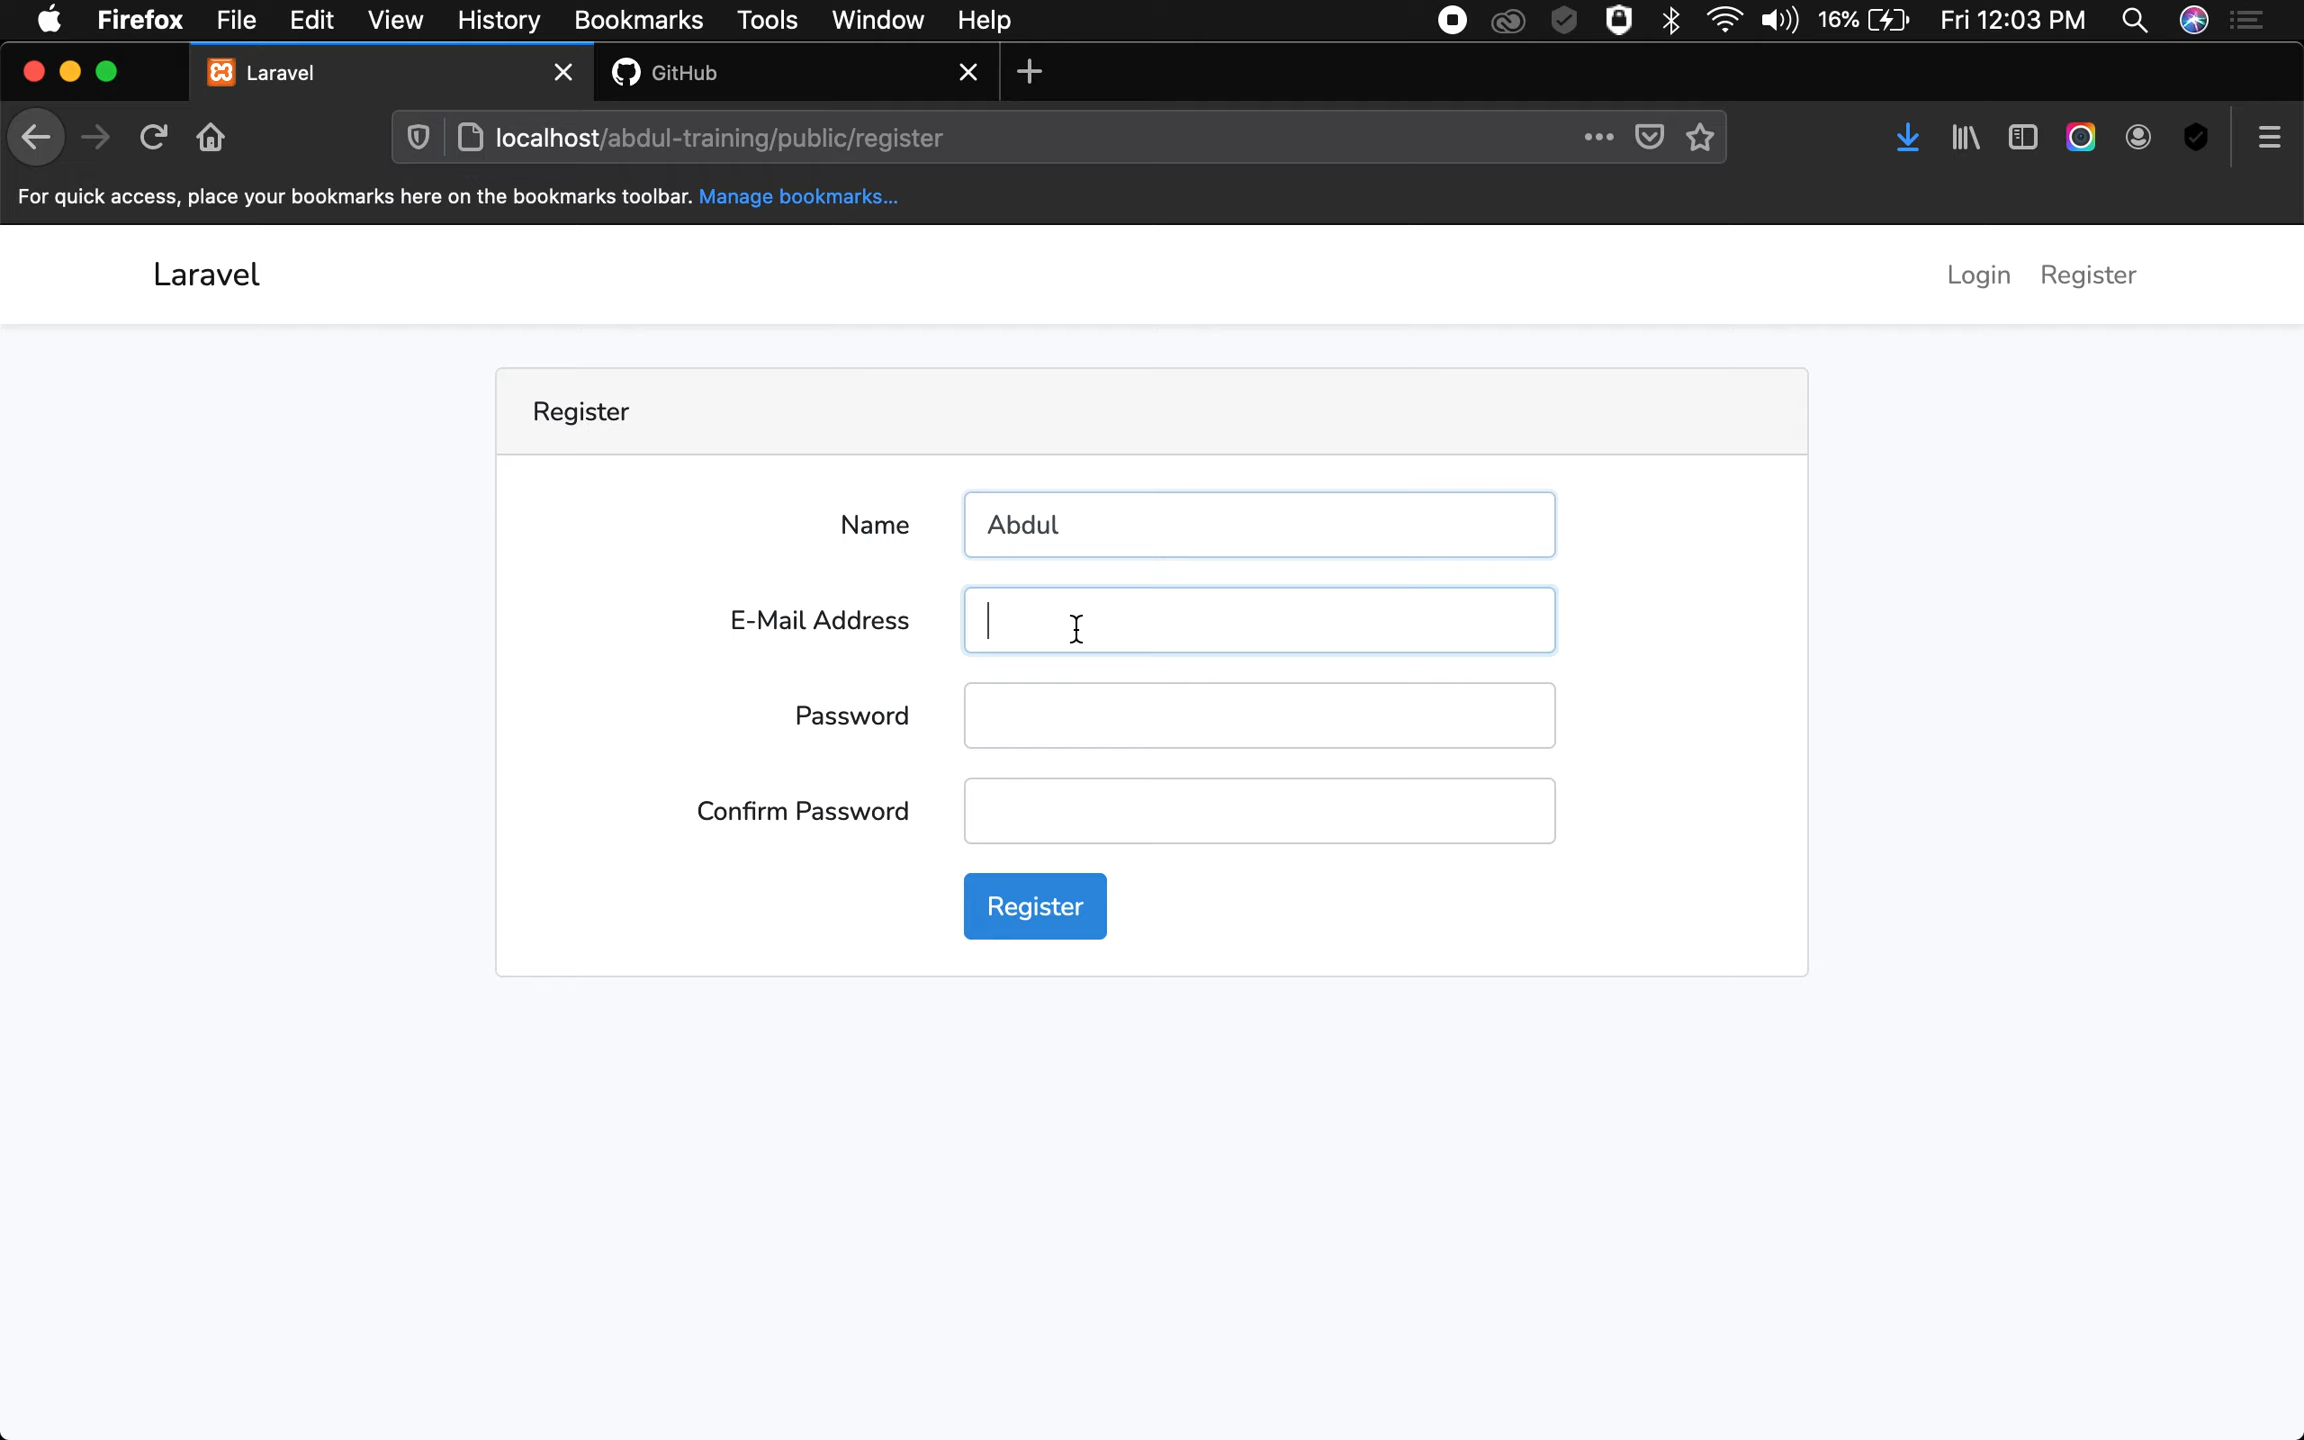 Firefox File Edit View History Bookmarks Tools Window Help 16% Fri 12:03 PM
Laravel GitHub
localhost/abdul-training/public/register
For quick access, place your bookmarks here on the bookmarks toolbar. Manage bookmarks...
Laravel Login Register
Register
Name Abdul
E-Mail Address
Password
Confirm Password
Register